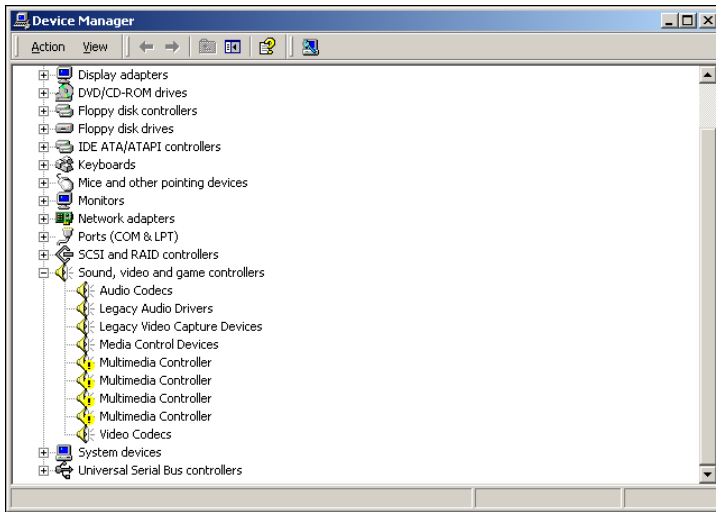 Device Manager
Action View
Display adapters
DVD/CD-ROM drives
Floppy disk controllers
Floppy disk drives
IDE ATA/ATAPI controllers
Keyboards
Mice and other pointing devices
Monitors
Network adapters
Ports (COM & LPT)
SCSI and RAID controllers
Sound, video and game controllers
Audio Codecs
Legacy Audio Drivers
Legacy Video Capture Devices
Media Control Devices
Multimedia Controller
Multimedia Controller
Multimedia Controller
Multimedia Controller
Video Codecs
System devices
Universal Serial Bus controllers